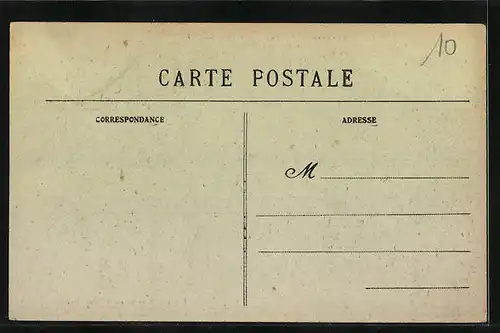 10
CARTE POSTALE
CORRESPONDANCE
ADRESSE
M